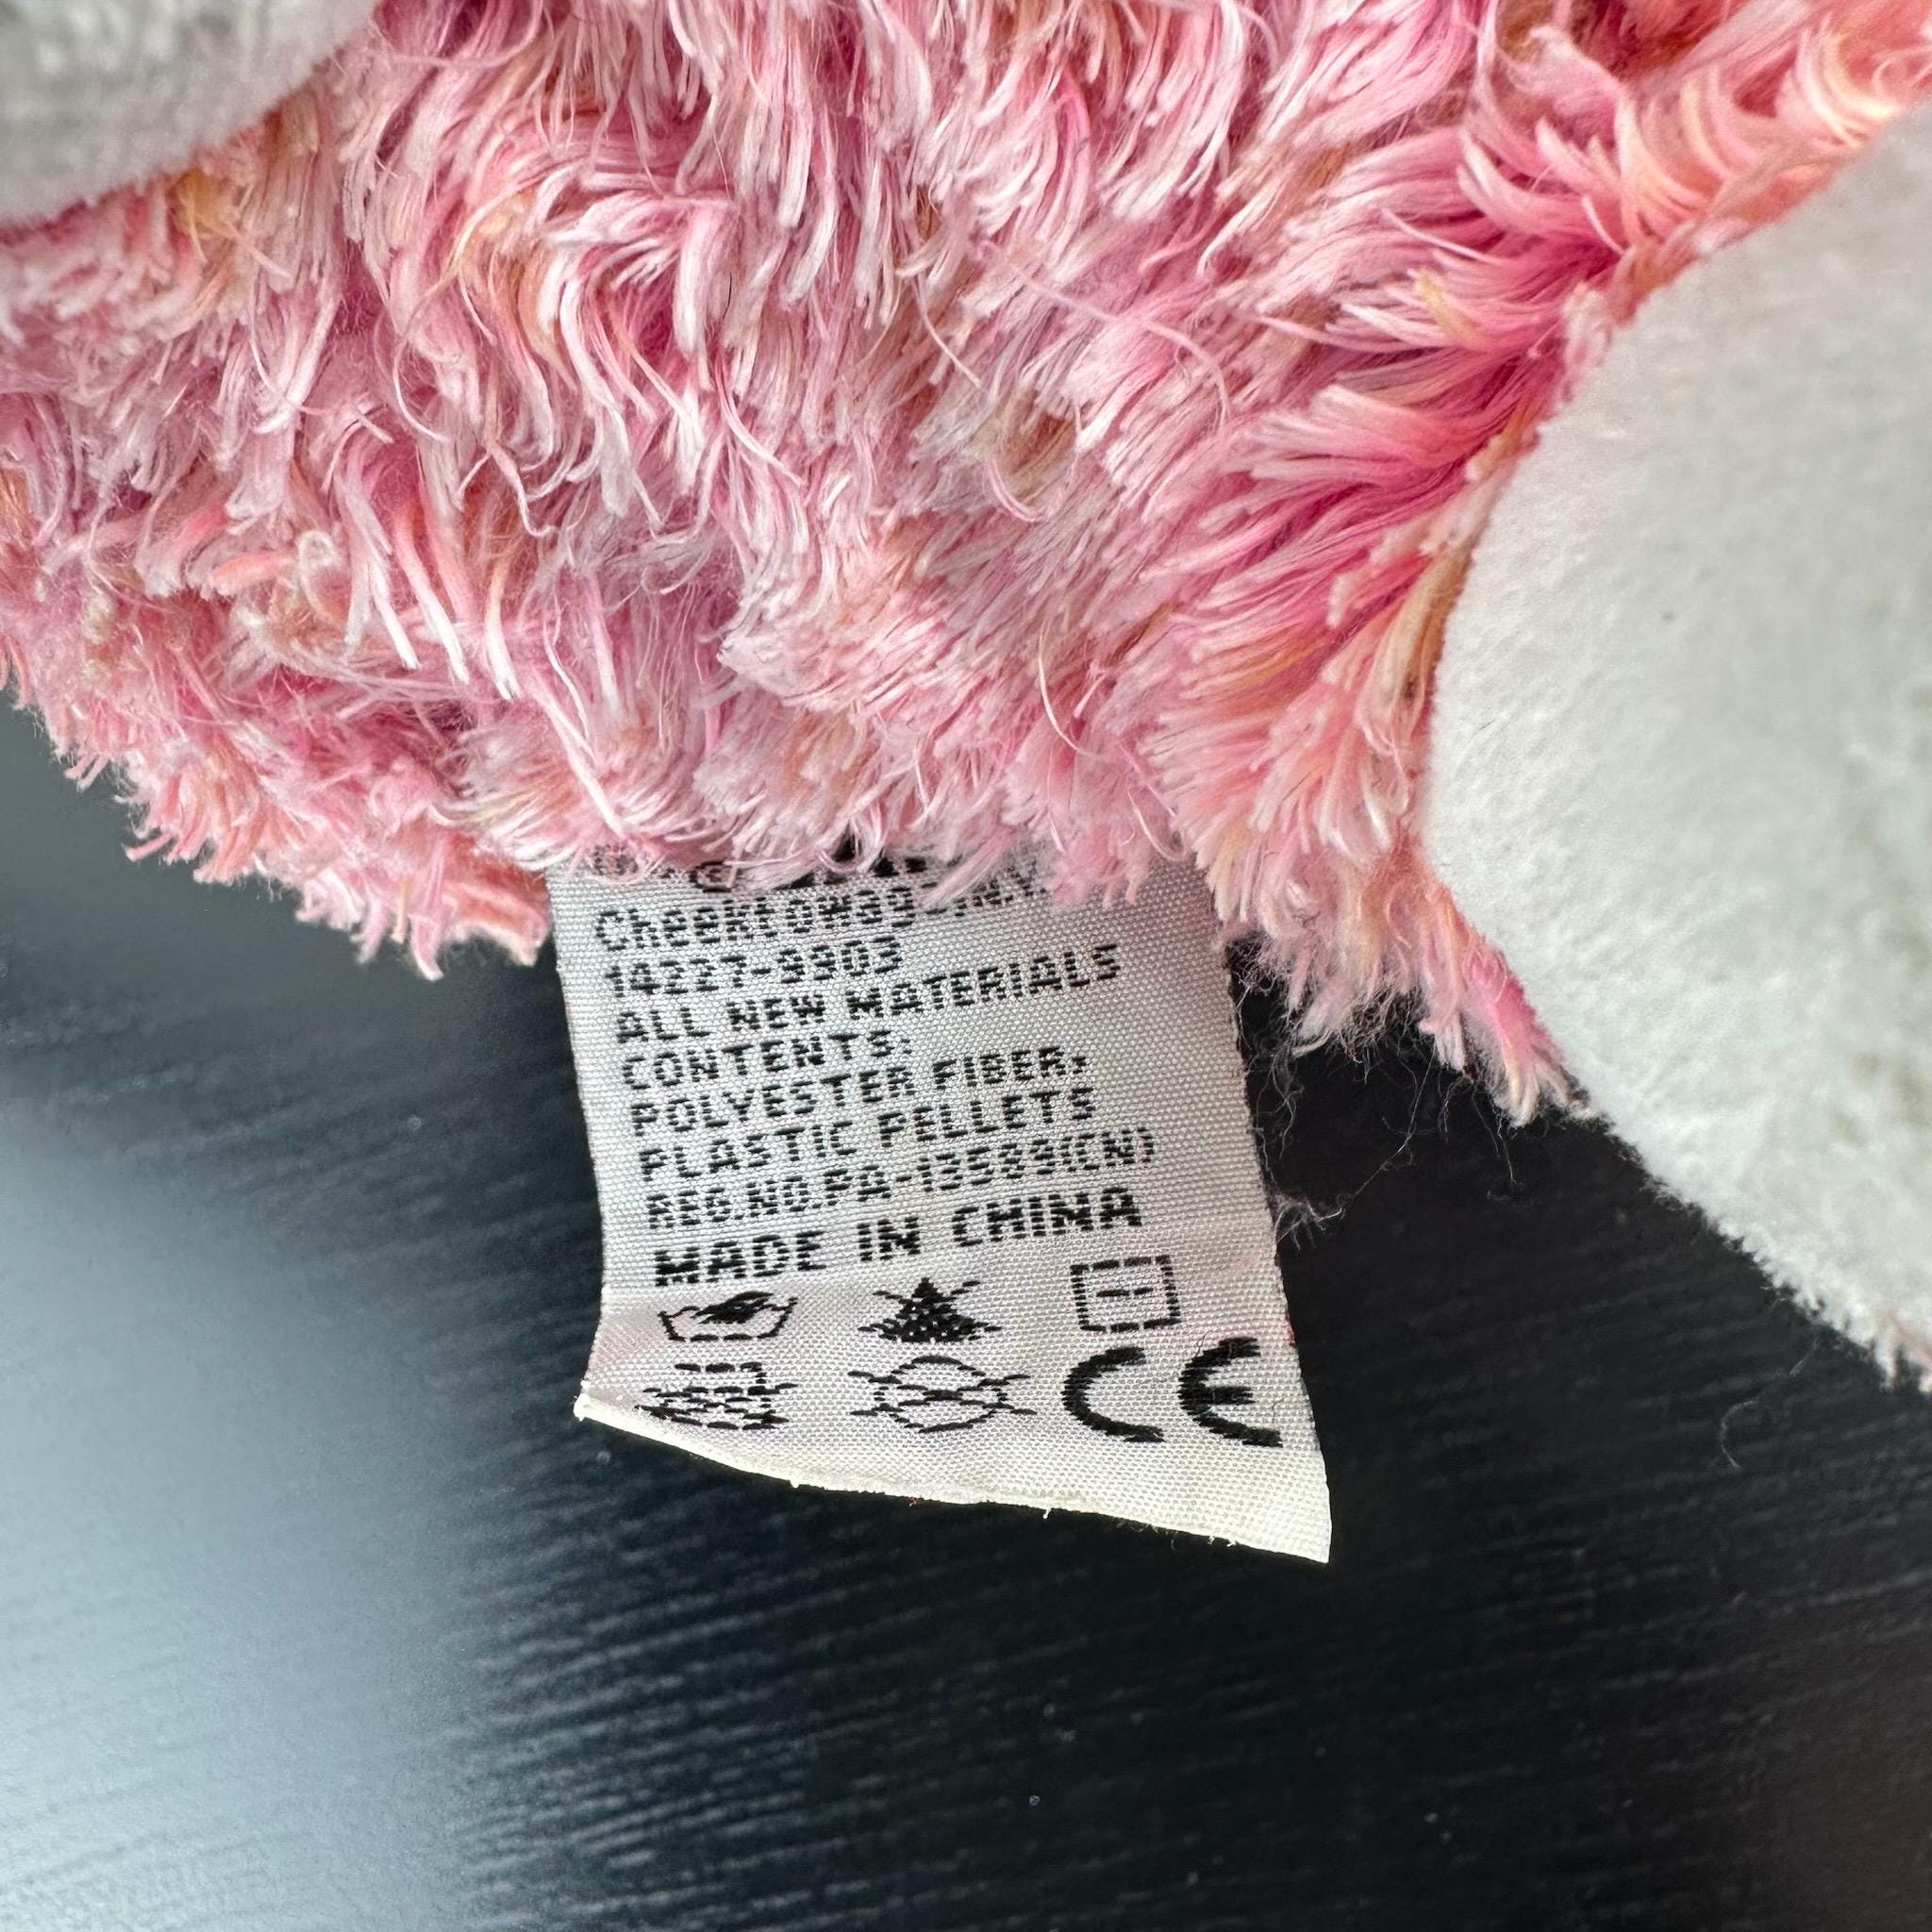 Cheektowaga, N.Y.
14227-9903
ALL NEW MATERIALS
CONTENTS:
POLYESTER FIBER,
PLASTIC PELLETS
REG.NO.PA-13589(CN)
MADE IN CHINA
CE